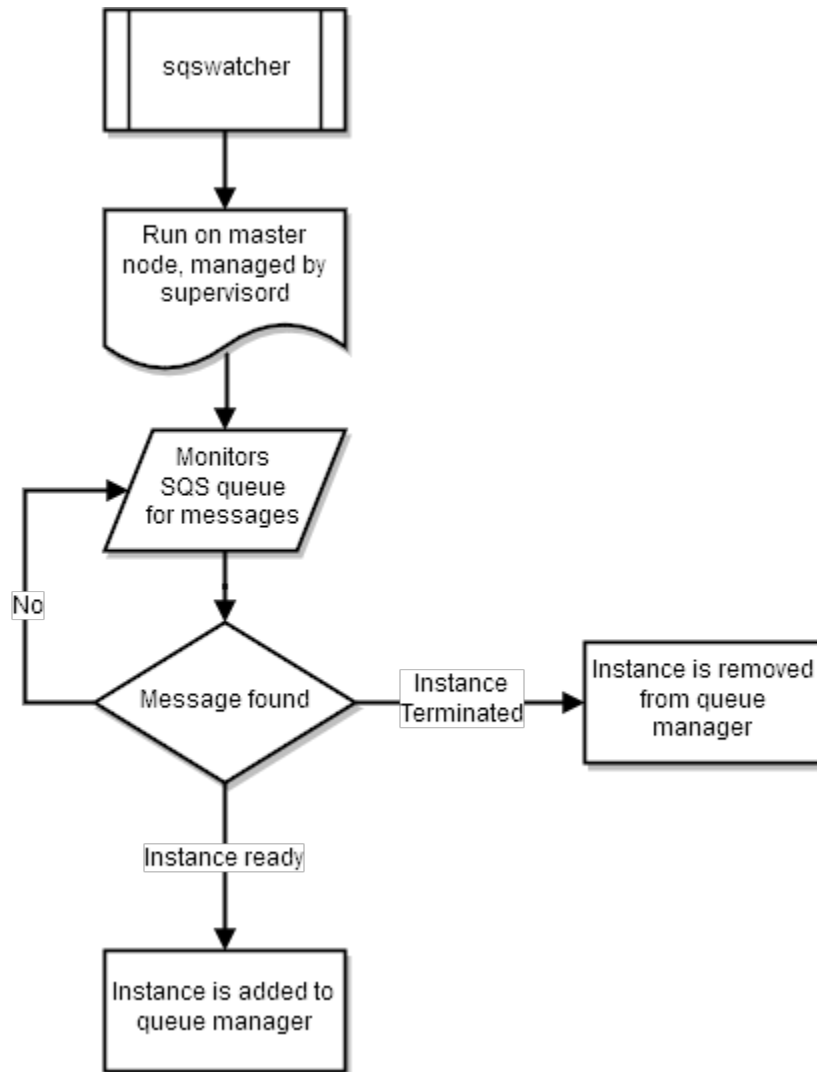 sqswatcher
Run on master
node, managed by
supervisord
Monitors
SQS queue
for messages
No
Message found
Instance
Terminated
Instance is removed
from queue
manager
Instance ready
Instance is added to
queue manager